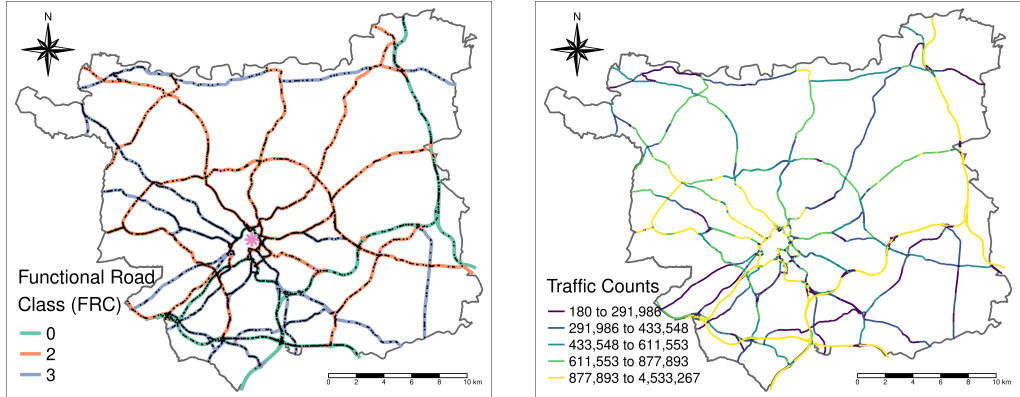 N
Functional Road
Class (FRC)
0
2
3
0 2 4 6 8 10 km
N
Traffic Counts
180 to 291,986
291,986 to 433,548
433,548 to 611,553
611,553 to 877,893
877,893 to 4,533,267
0 2 4 6 8 10 km